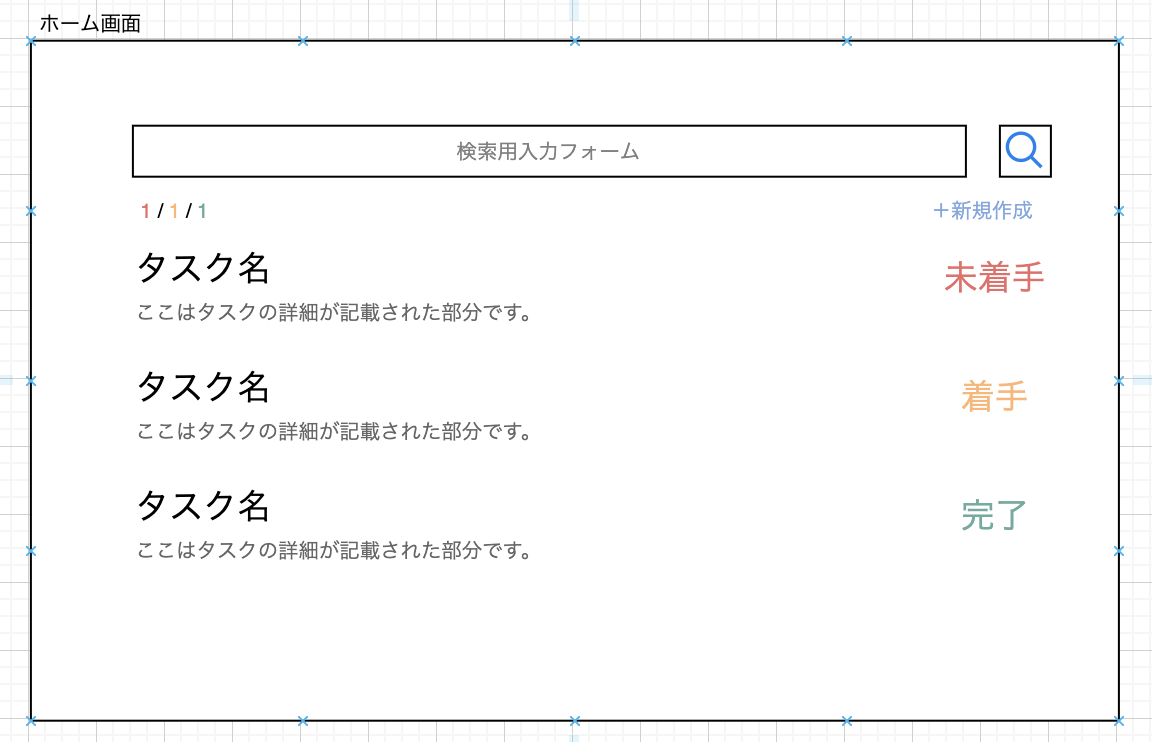 ホーム画面
検索用入力フォーム
1 / 1 / 1
＋新規作成
タスク名
未着手
ここはタスクの詳細が記載された部分です。
タスク名
着手
ここはタスクの詳細が記載された部分です。
タスク名
完了
ここはタスクの詳細が記載された部分です。